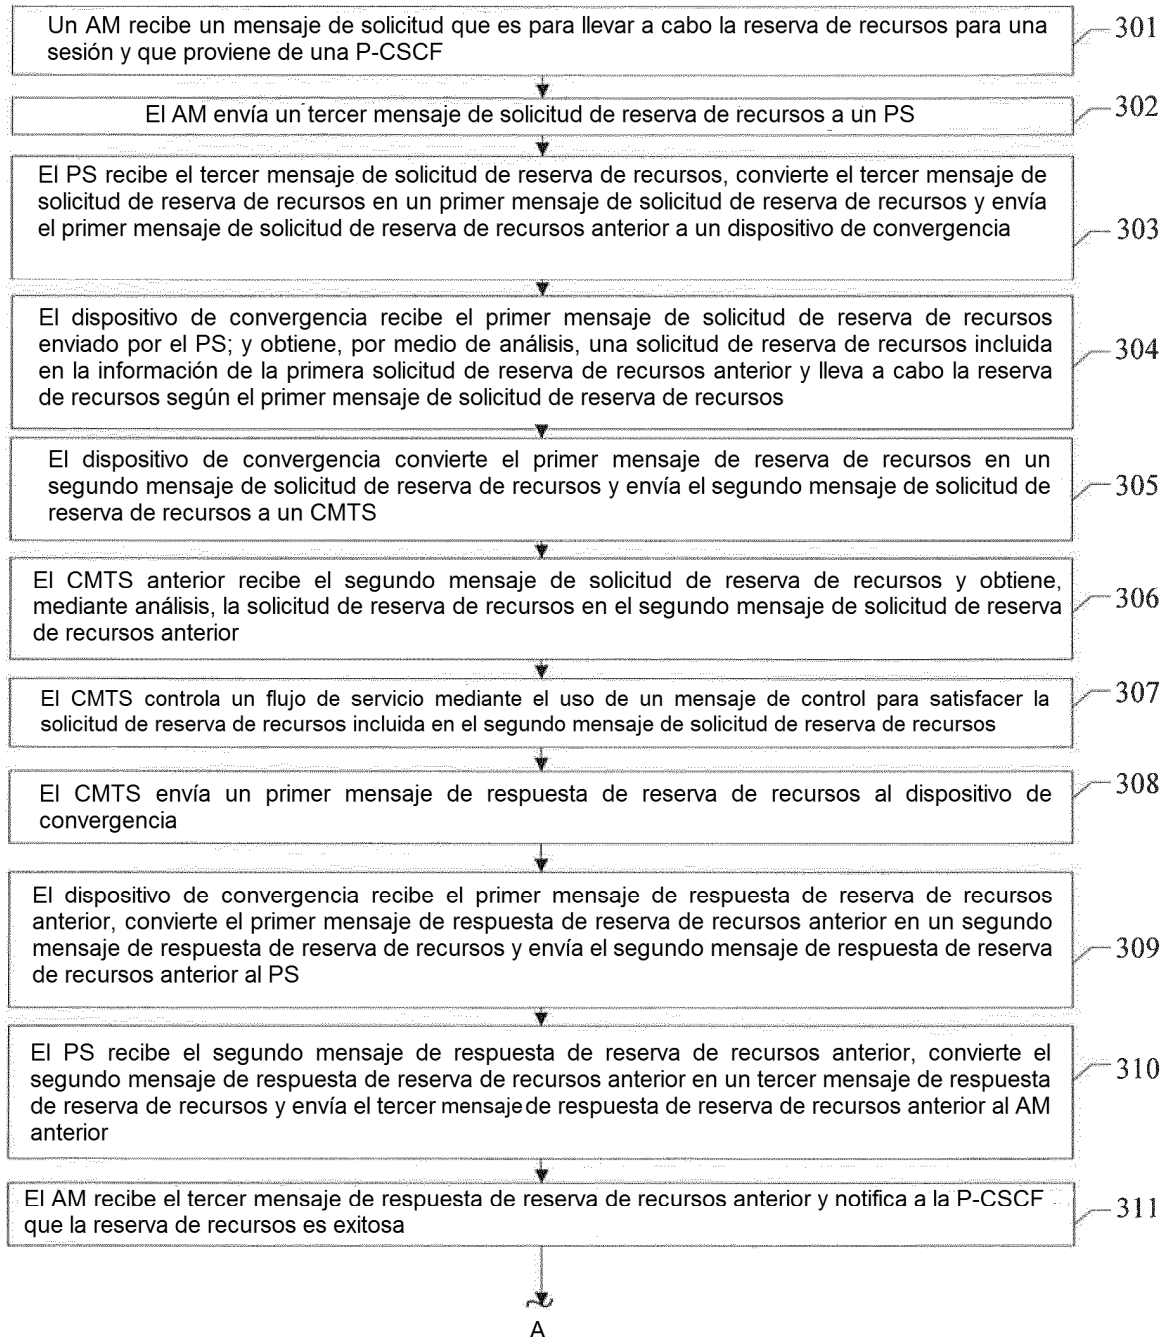 Un AM recibe un mensaje de solicitud que es para llevar a cabo la reserva de recursos para una
sesión y que proviene de una P-CSCF
301
El AM envía un tercer mensaje de solicitud de reserva de recursos a un PS
302
El PS recibe el tercer mensaje de solicitud de reserva de recursos, convierte el tercer mensaje de
solicitud de reserva de recursos en un primer mensaje de solicitud de reserva de recursos y envía
el primer mensaje de solicitud de reserva de recursos anterior a un dispositivo de convergencia
303
El dispositivo de convergencia recibe el primer mensaje de solicitud de reserva de recursos
enviado por el PS; y obtiene, por medio de análisis, una solicitud de reserva de recursos incluida
en la información de la primera solicitud de reserva de recursos anterior y lleva a cabo la reserva
de recursos según el primer mensaje de solicitud de reserva de recursos
304
El dispositivo de convergencia convierte el primer mensaje de reserva de recursos en un
segundo mensaje de solicitud de reserva de recursos y envía el segundo mensaje de solicitud de
reserva de recursos a un CMTS
305
El CMTS anterior recibe el segundo mensaje de solicitud de reserva de recursos y obtiene,
mediante análisis, la solicitud de reserva de recursos en el segundo mensaje de solicitud de reserva
de recursos anterior
306
El CMTS controla un flujo de servicio mediante el uso de un mensaje de control para satisfacer la
solicitud de reserva de recursos incluida en el segundo mensaje de solicitud de reserva de recursos
307
El CMTS envía un primer mensaje de respuesta de reserva de recursos al dispositivo de
convergencia
308
El dispositivo de convergencia recibe el primer mensaje de respuesta de reserva de recursos
anterior, convierte el primer mensaje de respuesta de reserva de recursos anterior en un segundo
mensaje de respuesta de reserva de recursos y envía el segundo mensaje de respuesta de reserva
de recursos anterior al PS
309
El PS recibe el segundo mensaje de respuesta de reserva de recursos anterior, convierte el
segundo mensaje de respuesta de reserva de recursos anterior en un tercer mensaje de respuesta
de reserva de recursos y envía el tercer mensaje de respuesta de reserva de recursos anterior al AM
anterior
310
El AM recibe el tercer mensaje de respuesta de reserva de recursos anterior y notifica a la P-CSCF
que la reserva de recursos es exitosa
311
A